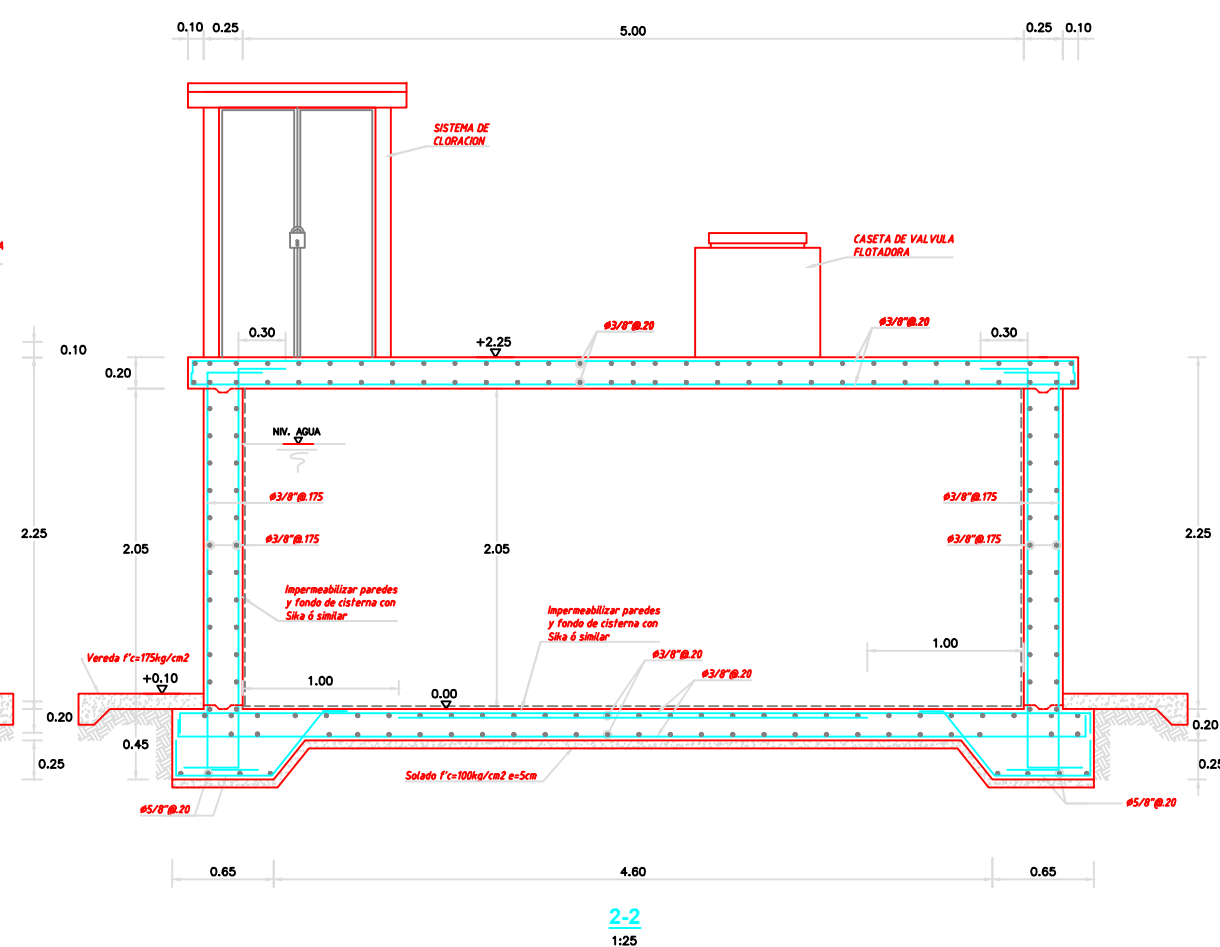 0.10 0.25 5.00 0.25 0.10
SISTEMA DE
CLORACION
A
CASETA DE VALVULA
FLOTADORA
0.30 +2.25 Ø3/8"@.20 Ø3/8"@.20 0.30
0.10
0.20
NIV. AGUA
Ø3/8"@.175 Ø3/8"@.175
2.25 2.05 Ø3/8"@.175 2.05 Ø3/8"@.175 2.25
Impermeabilizar paredes
y fondo de cisterna con
Sika ó similar
Impermeabilizar paredes
y fondo de cisterna con
Sika ó similar
Vereda f'c=175kg/cm2
Ø3/8"@.20
1.00
+0.10 1.00 0.00 Ø3/8"@.20
0.20 0.20
0.45
0.25 0.25
Solado f'c=100kg/cm2 e=5cm
Ø5/8"@.20 Ø5/8"@.20
0.65 4.60 0.65
2-2
1:25